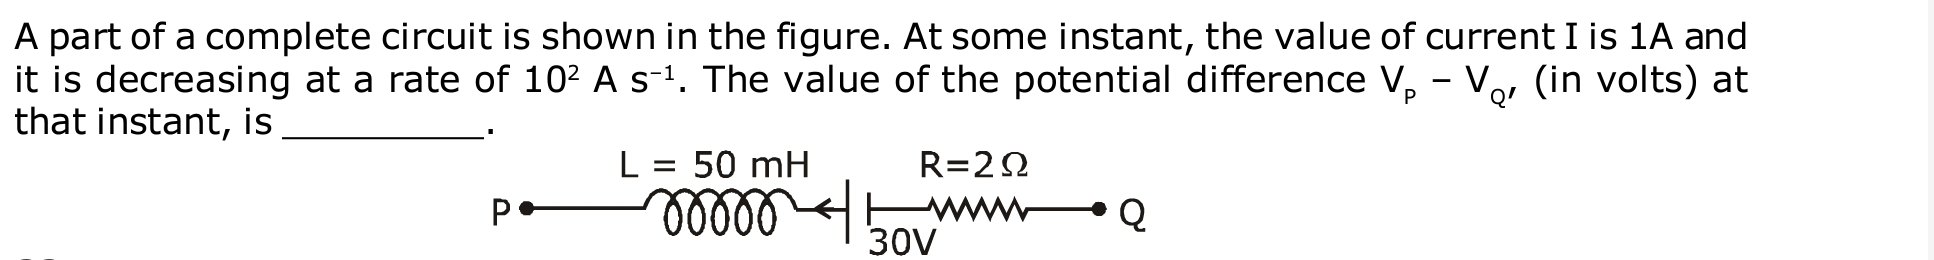 A part of a complete circuit is shown in the figure. At some instant, the value of current I is 1A and
it is decreasing at a rate of 10² A s⁻¹. The value of the potential difference V_P – V_Q, (in volts) at
that instant, is __________.
L = 50 mH R=2Ω
P Q
30V